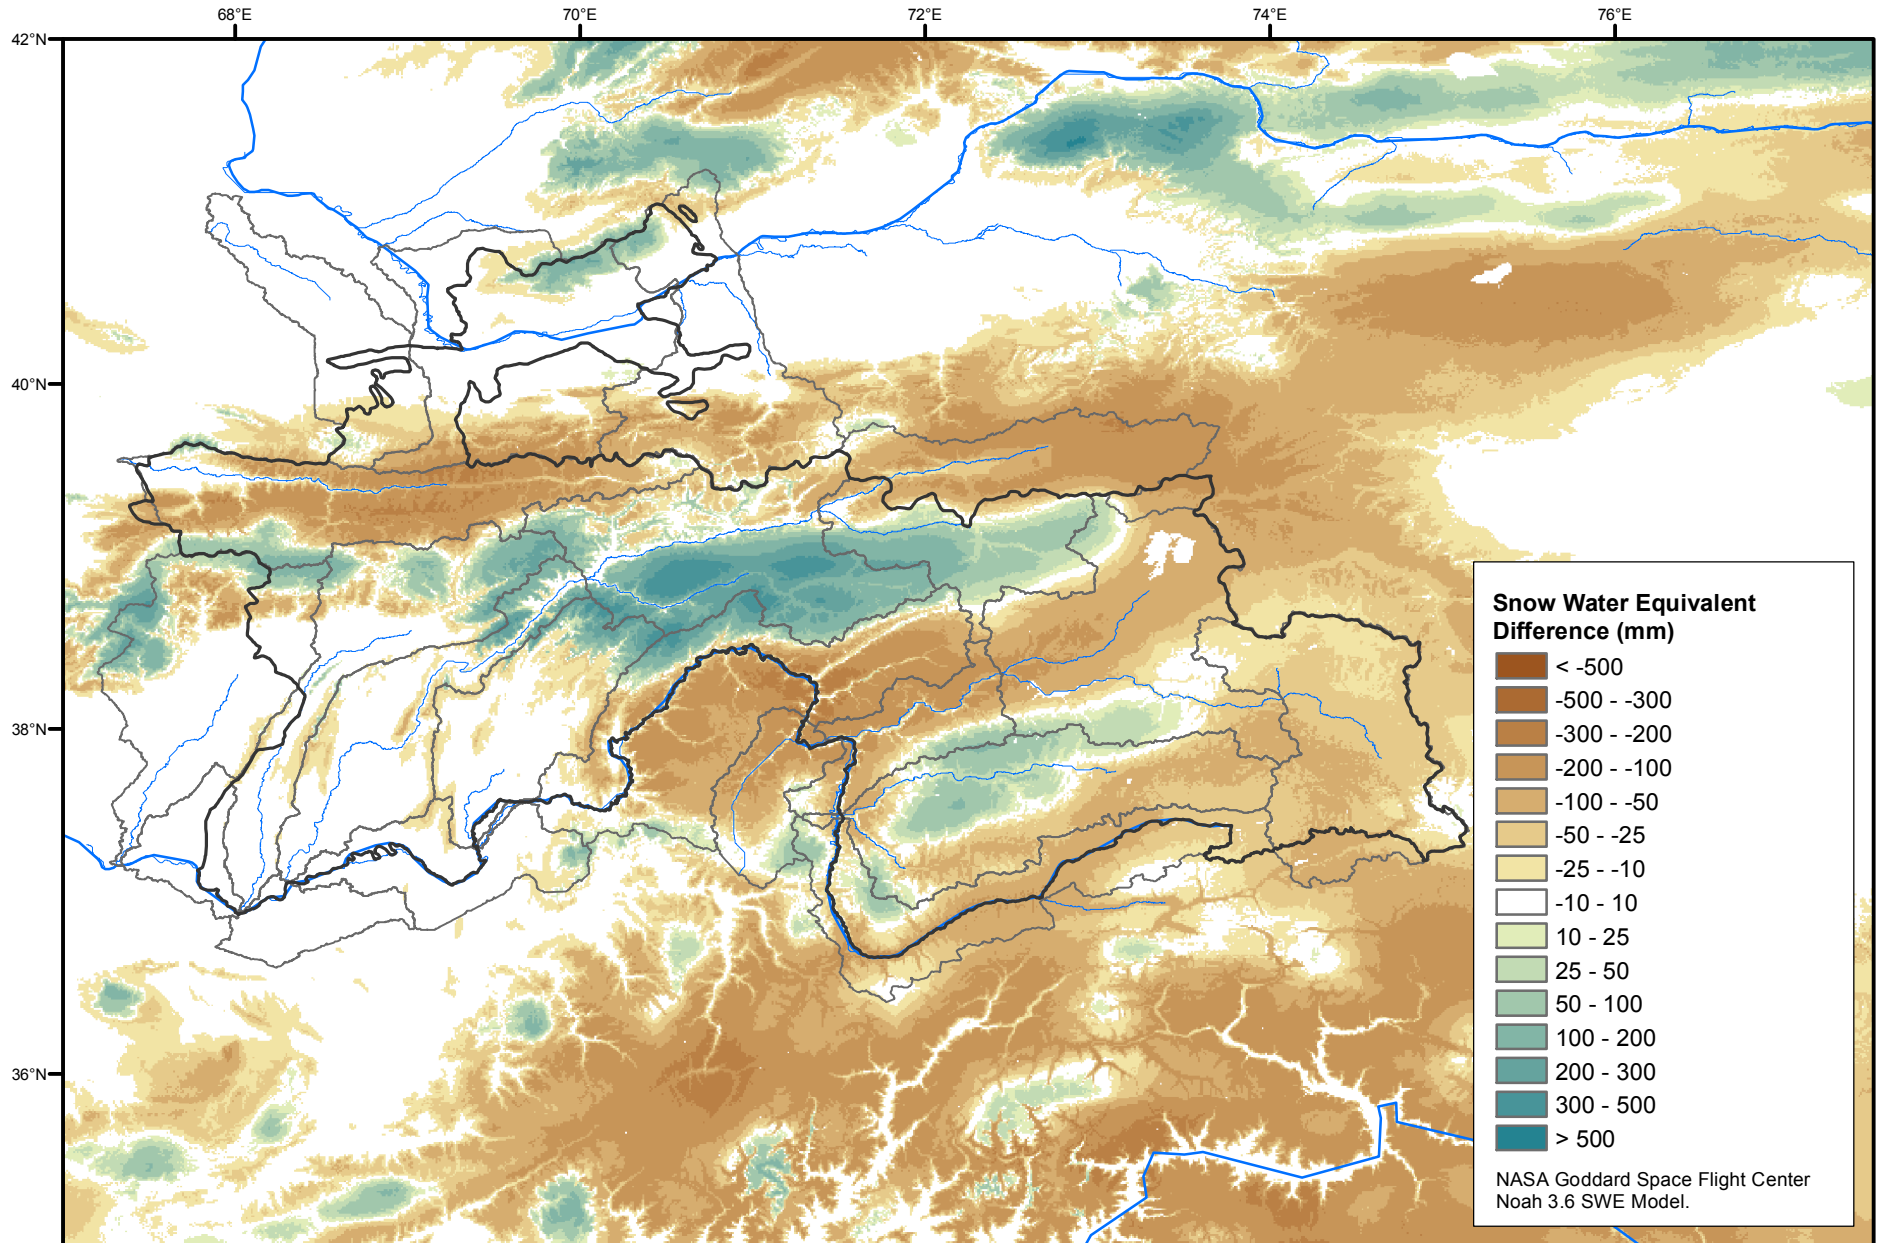 68°E
70°E
72°E
74°E
76°E
42°N
40°N
38°N
36°N
Snow Water Equivalent
Difference (mm)
< -500
-500 - -300
-300 - -200
-200 - -100
-100 - -50
-50 - -25
-25 - -10
-10 - 10
10 - 25
25 - 50
50 - 100
100 - 200
200 - 300
300 - 500
> 500
NASA Goddard Space Flight Center
Noah 3.6 SWE Model.